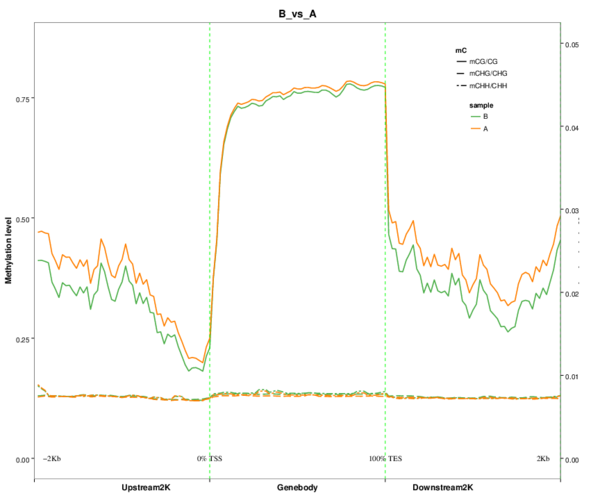 B_vs_A
mC
mCG/CG
mCHG/CHG
mCHH/CHH
sample
B
A
Methylation level
0.75
0.50
0.25
0.00
0.05
0.04
0.03
0.02
0.01
0.00
−2Kb
0% TSS
100% TES
2Kb
Upstream2K
Genebody
Downstream2K